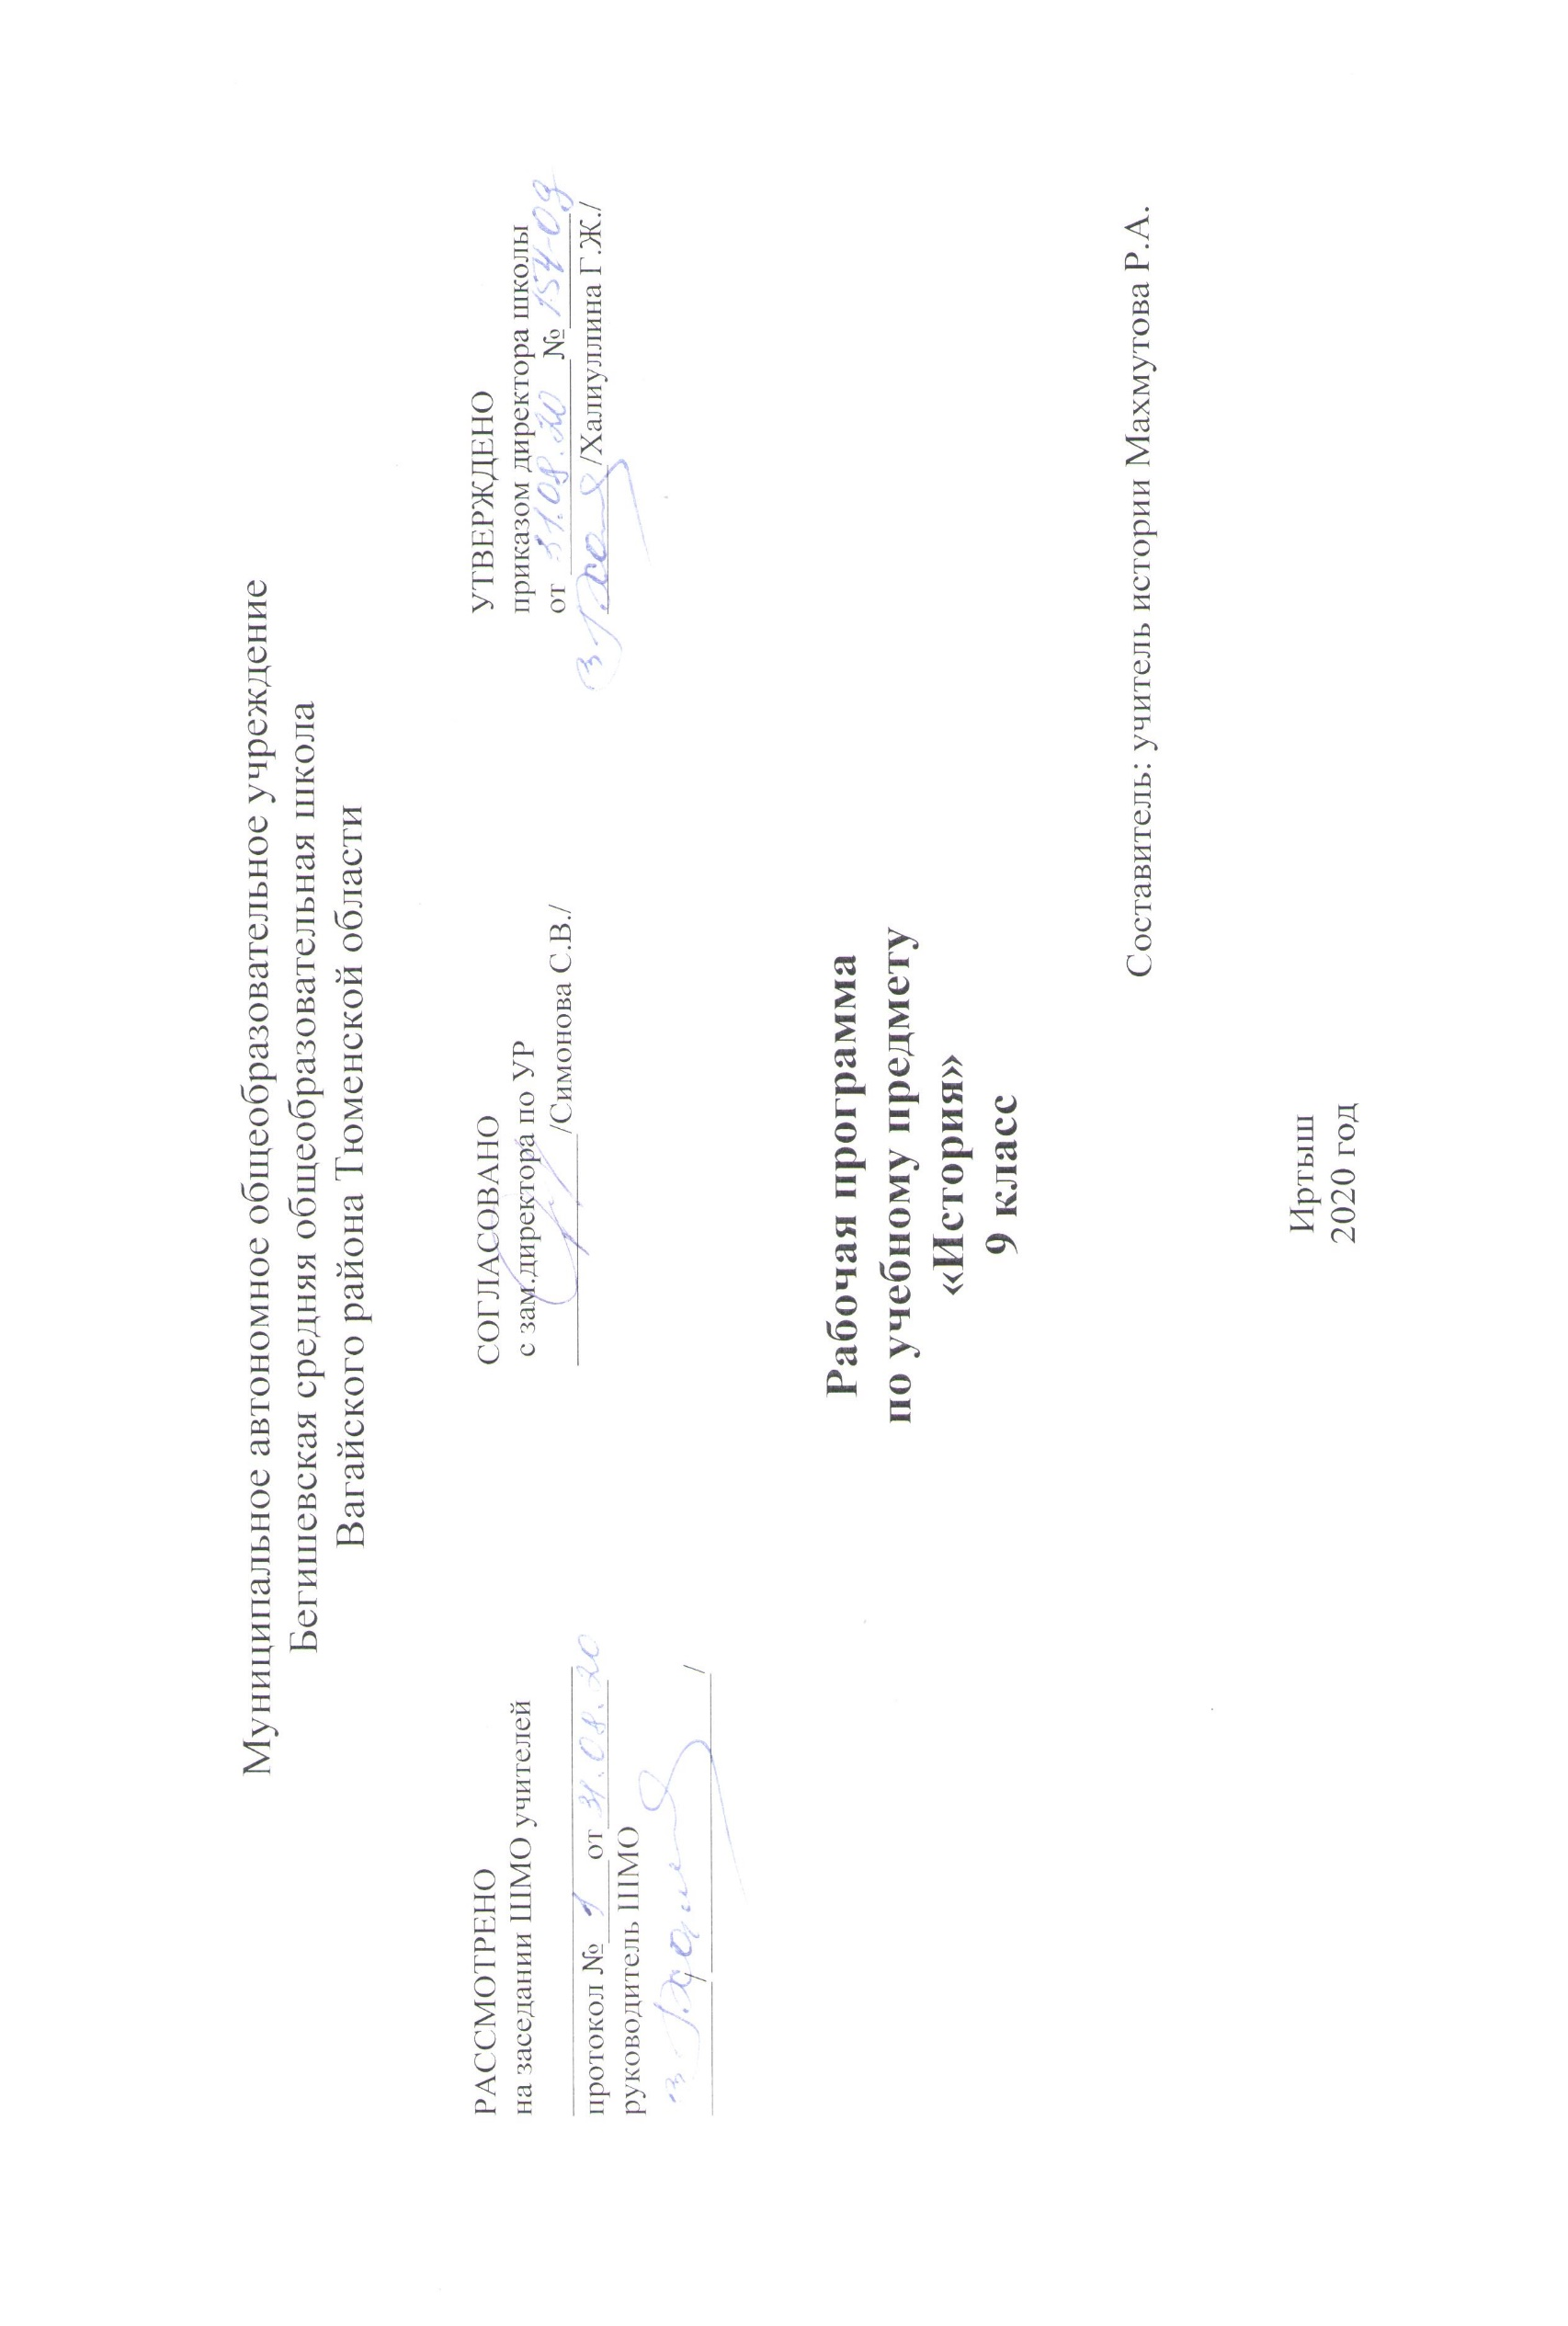 Муниципальное автономное общеобразовательное учреждение
Бегишевская средняя общеобразовательная школа
Вагайского района Тюменской области
РАССМОТРЕНО
на заседании ШМО учителей
протокол № 1 от 31.08.20
руководитель ШМО
/ /
СОГЛАСОВАНО
с зам.директора по УР
/Симонова С.В./
УТВЕРЖДЕНО
приказом директора школы
от 31.08.20 № 154-ОД
/Халиуллина Г.Ж./
Рабочая программа
по учебному предмету
«История»
9 класс
Составитель: учитель истории Махмутова Р.А.
Иртыш
2020 год